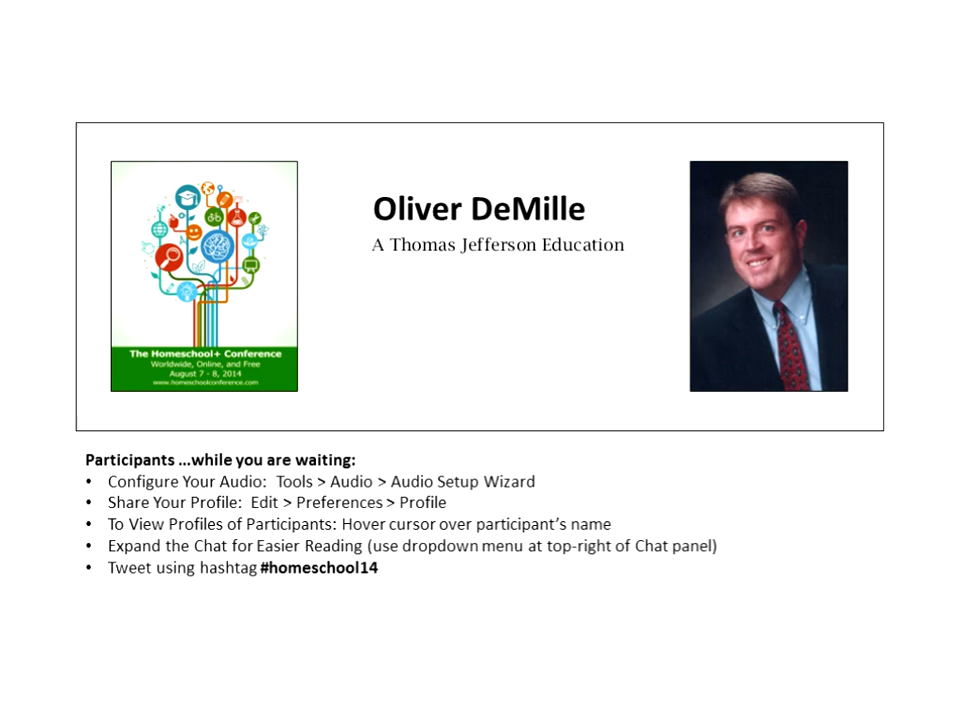 Oliver DeMille
A Thomas Jefferson Education
The Homeschool+ Conference
Worldwide, Online, and Free
August 7 - 8, 2014
www.homeschoolconference.com
Participants ...while you are waiting:
• Configure Your Audio: Tools > Audio > Audio Setup Wizard
• Share Your Profile: Edit > Preferences > Profile
• To View Profiles of Participants: Hover cursor over participant's name
• Expand the Chat for Easier Reading (use dropdown menu at top-right of Chat panel)
• Tweet using hashtag #homeschool14